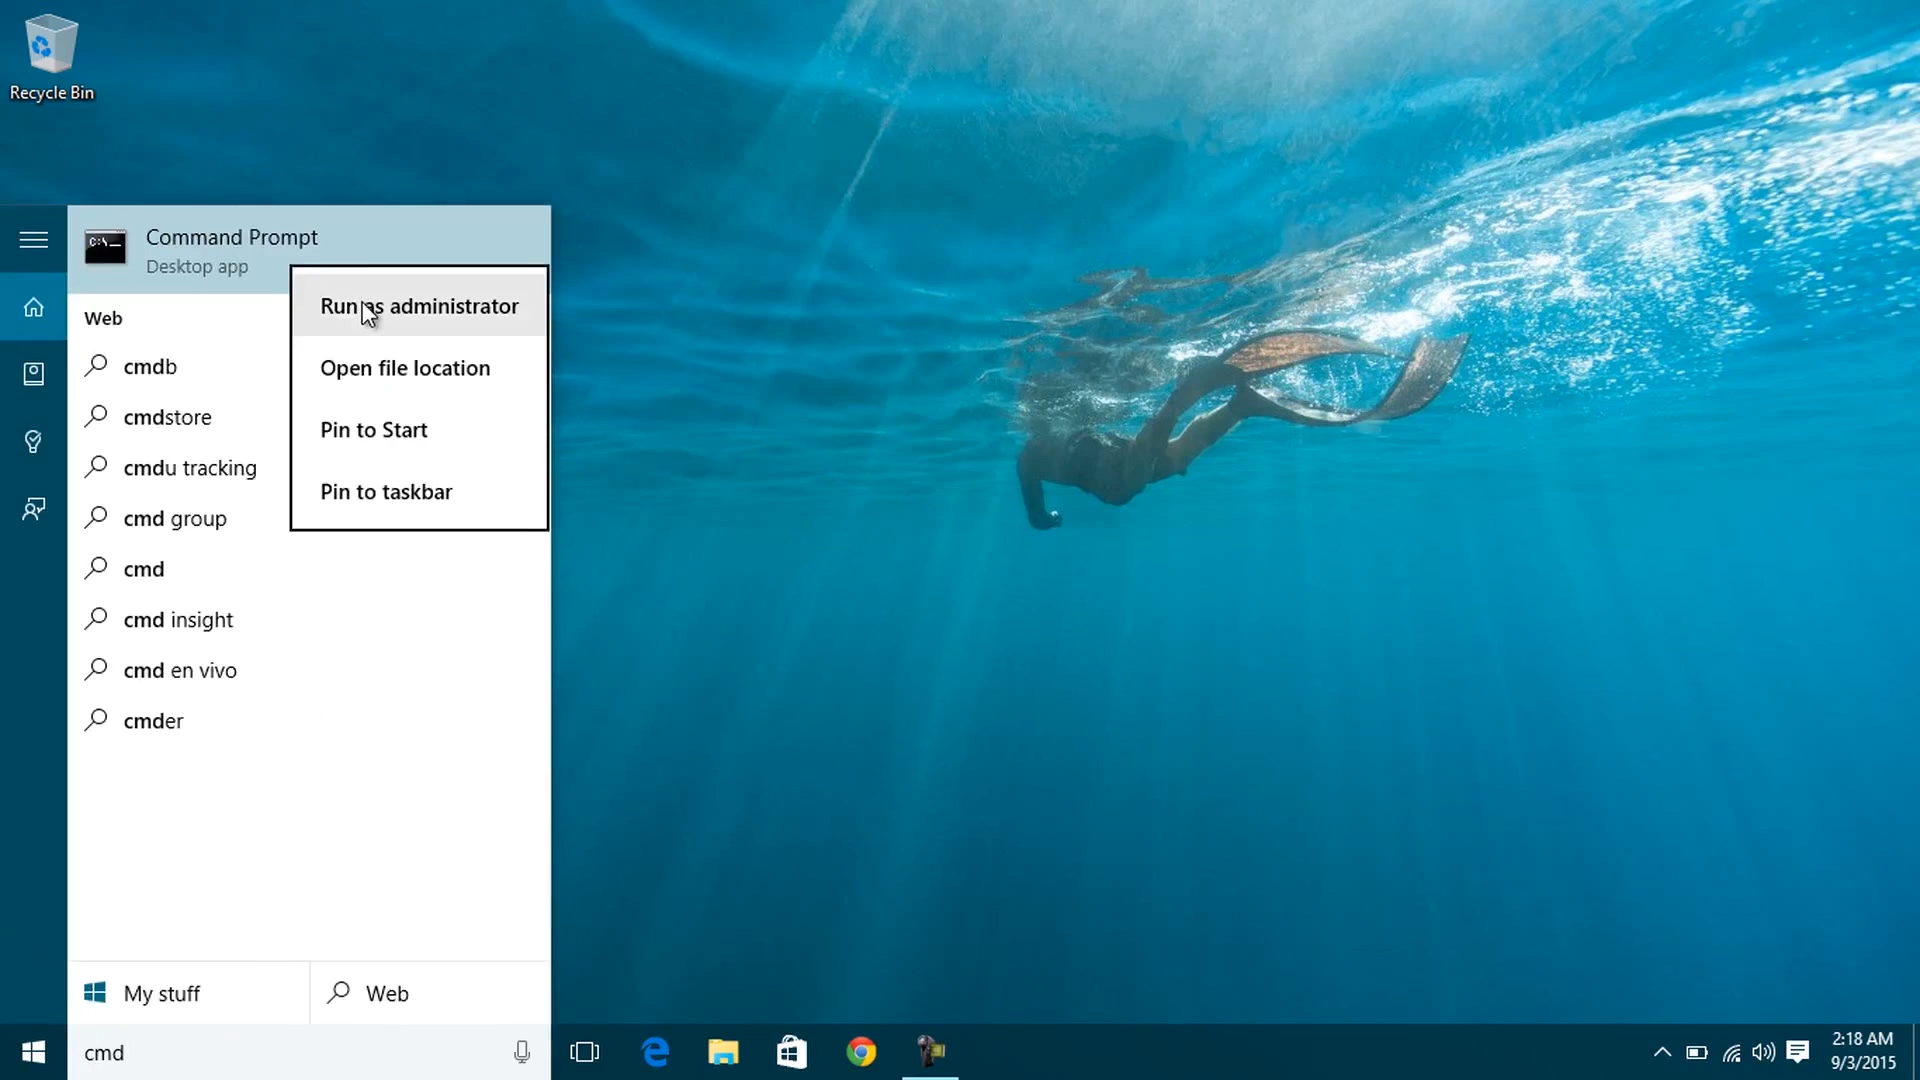 Recycle Bin
Command Prompt
Desktop app
Run as administrator
Open file location
Pin to Start
Pin to taskbar
Web
cmdb
cmdstore
cmdu tracking
cmd group
cmd
cmd insight
cmd en vivo
cmder
My stuff
Web
cmd
2:18 AM
9/3/2015